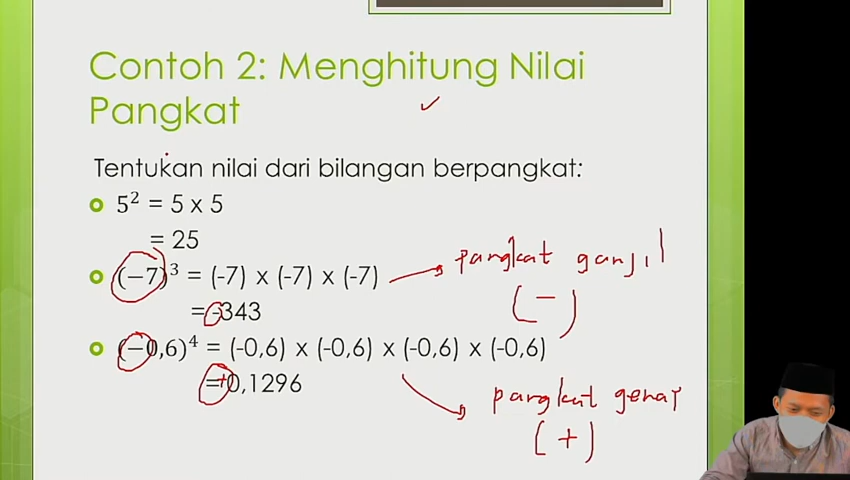 Contoh 2: Menghitung Nilai
Pangkat
Tentukan nilai dari bilangan berpangkat:
5² = 5 x 5
= 25
(−7)³ = (-7) x (-7) x (-7)
pangkat ganjil
(−)
= -343
(−0,6)⁴ = (-0,6) x (-0,6) x (-0,6) x (-0,6)
=+0,1296
pangkat genap
(+)